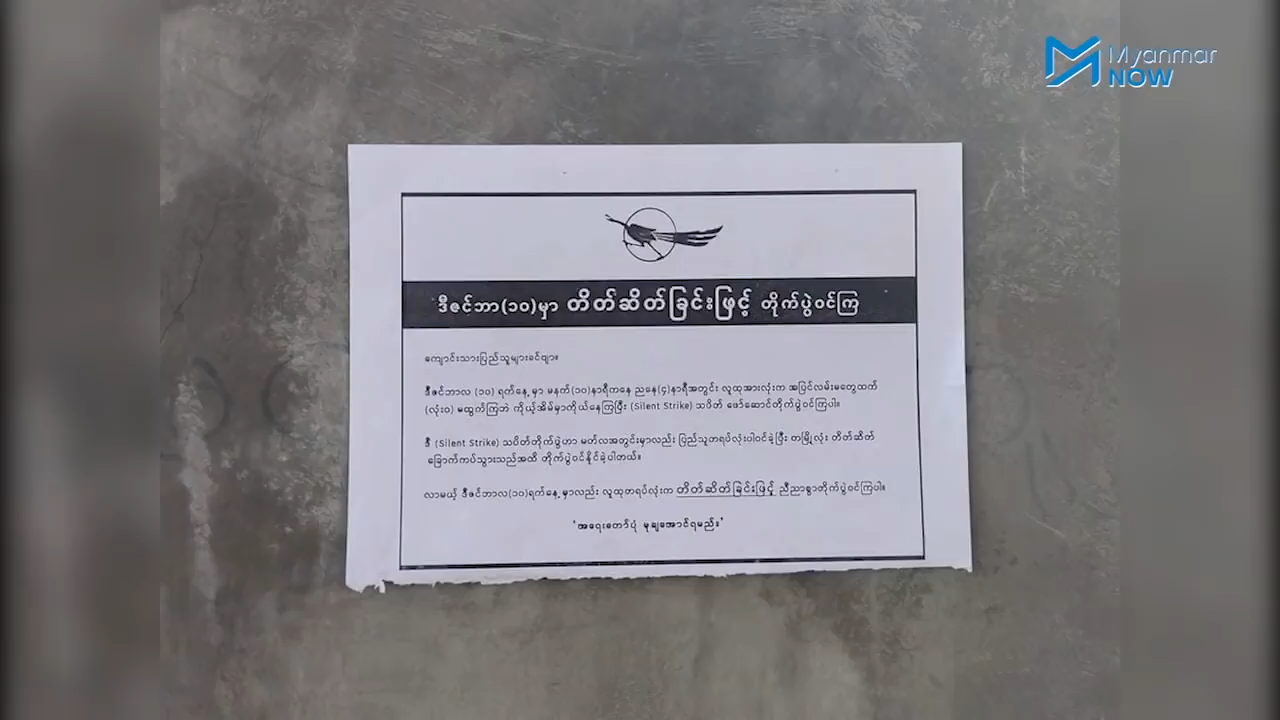 Myanmar
NOW
ဒီဇင်ဘာ(၁၀)မှာ တိတ်ဆိတ်ခြင်းဖြင့် တိုက်ပွဲဝင်ကြ
ကျောင်းသားပြည်သူများခင်ဗျာ။
ဒီဇင်ဘာလ (၁၀) ရက်နေ့ မှာ မနက်(၁၀)နာရီကနေ ညနေ(၄)နာရီအတွင်း လူထုအားလုံးက အပြင်လမ်းမတွေထက်
(လုံးဝ) မထွက်ကြဘဲ ကိုယ့်အိမ်မှာကိုယ်နေကြပြီး (Silent Strike) သပိတ် ဖော်ဆောင်တိုက်ပွဲဝင်ကြပါ။
ဒီ (Silent Strike) သပိတ်တိုက်ပွဲဟာ မတ်လအတွင်းမှာလည်း ပြည်သူတရပ်လုံးပါဝင်ခဲ့ပြီး တမြို့လုံး တိတ်ဆိတ်
ခြောက်ကပ်သွားသည်အထိ တိုက်ပွဲဝင်နိုင်ခဲ့ပါတယ်။
လာမယ့် ဒီဇင်ဘာလ(၁၀)ရက်နေ့ မှာလည်း လူထုတရပ်လုံးက တိတ်ဆိတ်ခြင်းဖြင့် ညီညာစွာတိုက်ပွဲဝင်ကြပါ။
'အရေးတော်ပုံ မုချအောင်ရမည်။'